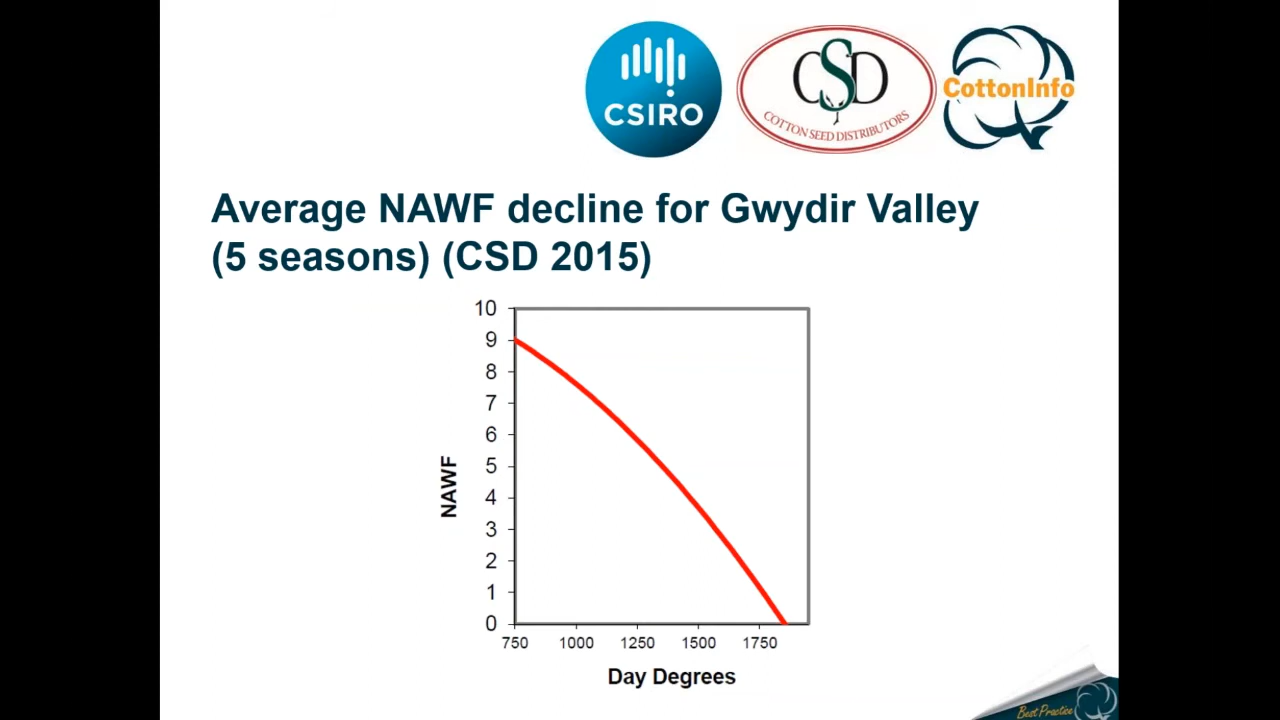 CSIRO
CSD
COTTON SEED DISTRIBUTORS
CottonInfo
Average NAWF decline for Gwydir Valley
(5 seasons) (CSD 2015)
10
9
8
7
6
5
4
3
2
1
0
NAWF
750 1000 1250 1500 1750
Day Degrees
Best Practice